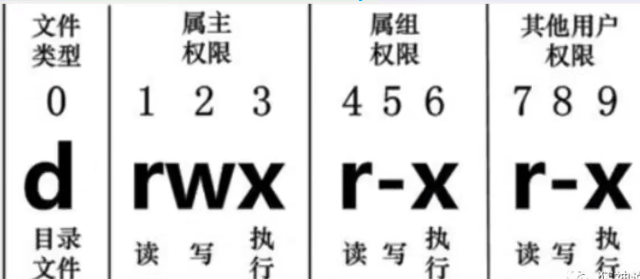 文件类型 属主权限 属组权限 其他用户权限
0 1 2 3 4 5 6 7 8 9
d rwx r-x r-x
目录文件 读 写 执行 读 写 执行 读 写 执行